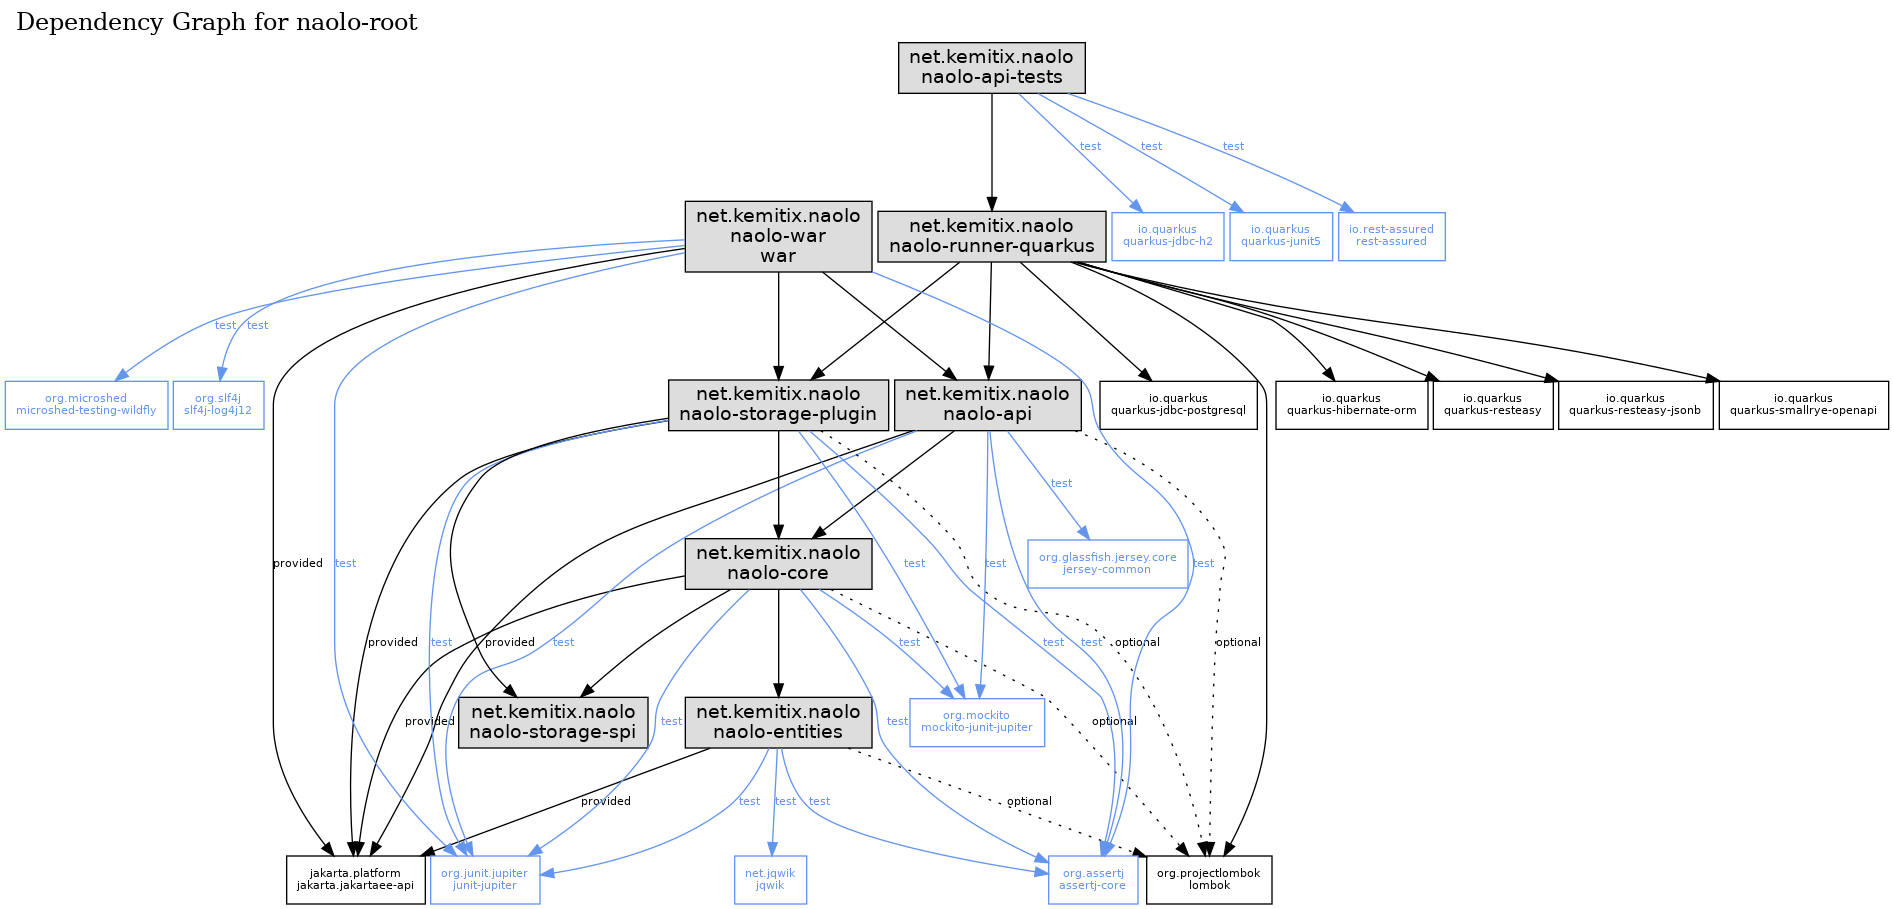 Dependency Graph for naolo-root
net.kemitix.naolo
naolo-api-tests
test
test
test
net.kemitix.naolo
naolo-war
war
net.kemitix.naolo
naolo-runner-quarkus
io.quarkus
quarkus-jdbc-h2
io.quarkus
quarkus-junit5
io.rest-assured
rest-assured
test
test
org.microshed
microshed-testing-wildfly
org.slf4j
slf4j-log4j12
net.kemitix.naolo
naolo-storage-plugin
net.kemitix.naolo
naolo-api
io.quarkus
quarkus-jdbc-postgresql
io.quarkus
quarkus-hibernate-orm
io.quarkus
quarkus-resteasy
io.quarkus
quarkus-resteasy-jsonb
io.quarkus
quarkus-smallrye-openapi
test
provided
test
net.kemitix.naolo
naolo-core
test
test
org.glassfish.jersey.core
jersey-common
test
provided
test
provided
test
test
test
test
optional
optional
provided
net.kemitix.naolo
naolo-storage-spi
test
net.kemitix.naolo
naolo-entities
test
org.mockito
mockito-junit-jupiter
optional
provided
test
test
test
optional
jakarta.platform
jakarta.jakartaee-api
org.junit.jupiter
junit-jupiter
net.jqwik
jqwik
org.assertj
assertj-core
org.projectlombok
lombok